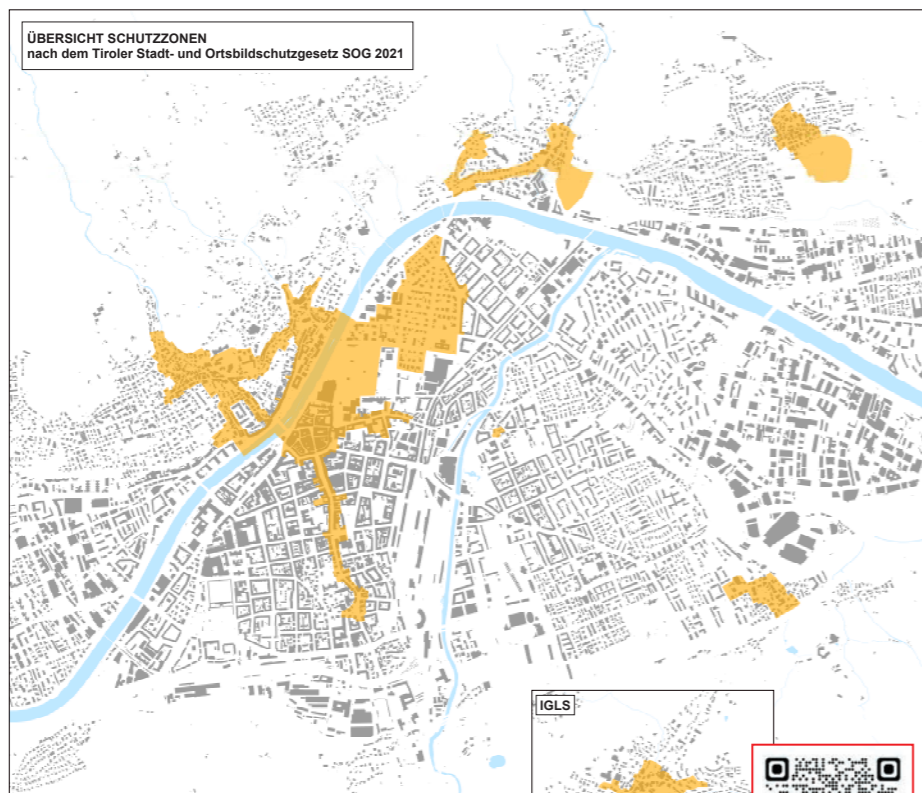 ÜBERSICHT SCHUTZZONEN
nach dem Tiroler Stadt- und Ortsbildschutzgesetz SOG 2021
IGLS